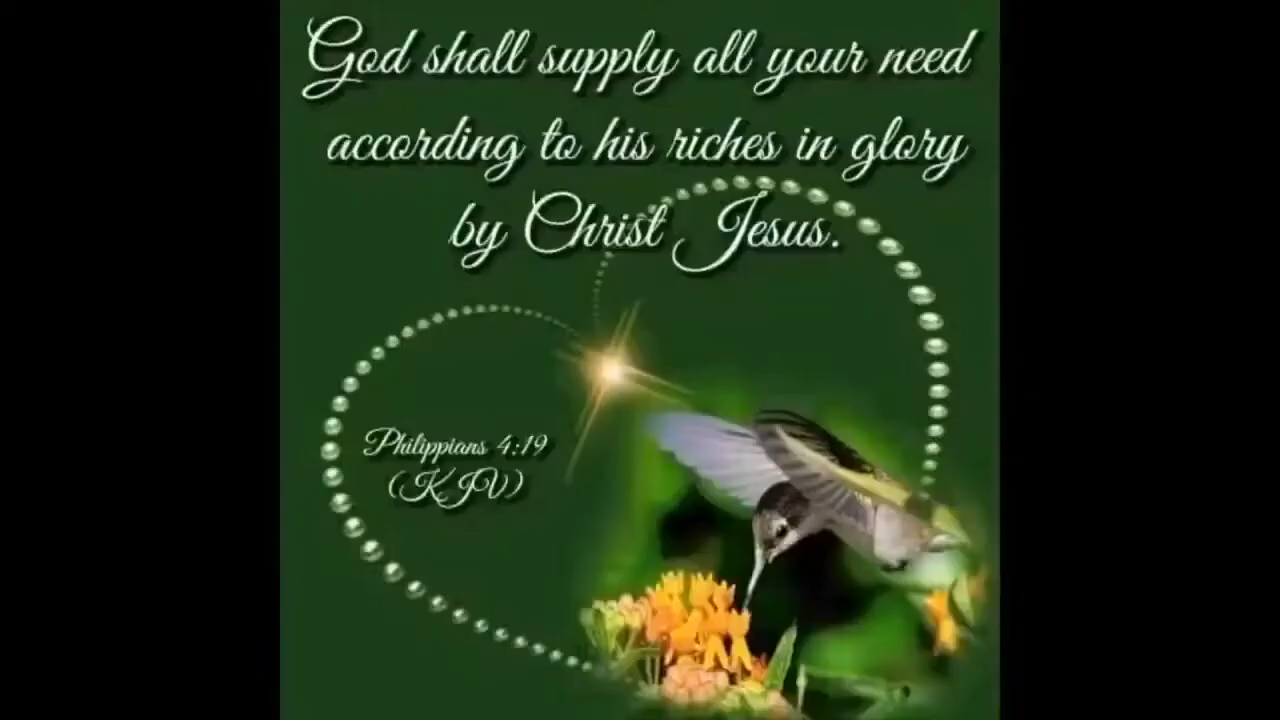 God shall supply all your need
according to his riches in glory
by Christ Jesus.
Philippians 4:19
(KJV)